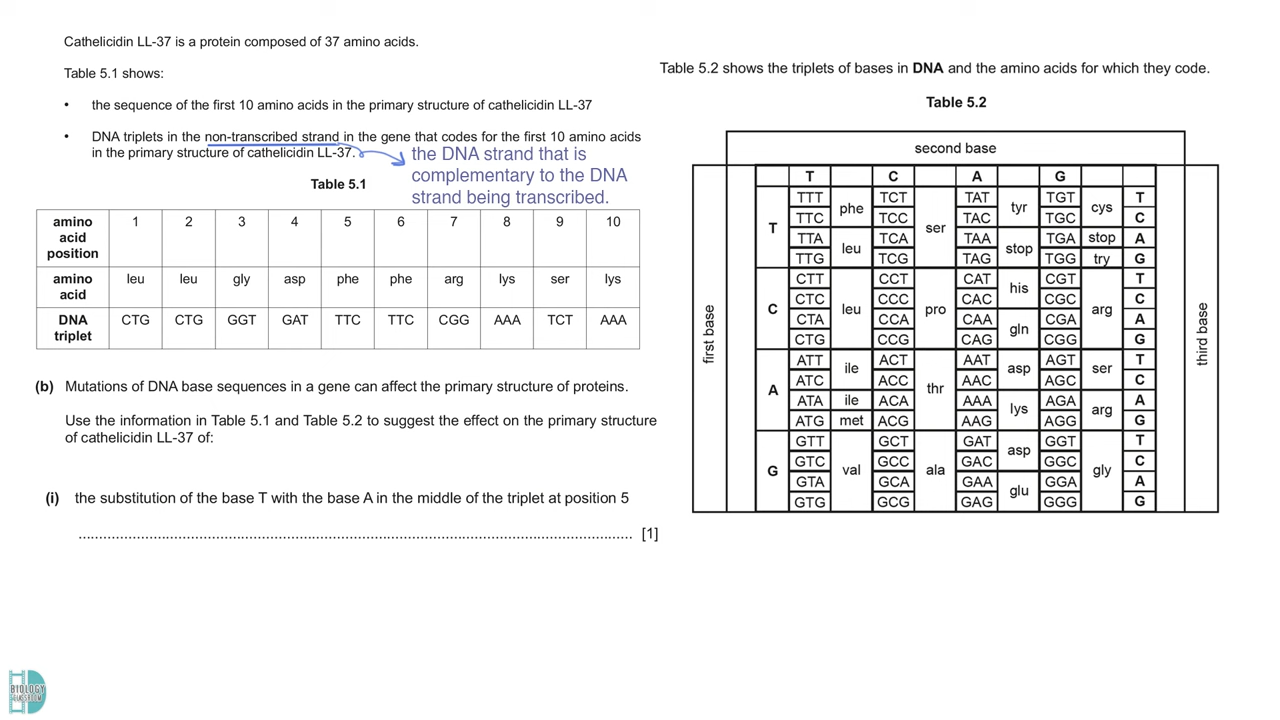 Cathelicidin LL-37 is a protein composed of 37 amino acids.
Table 5.1 shows:
• the sequence of the first 10 amino acids in the primary structure of cathelicidin LL-37
• DNA triplets in the non-transcribed strand in the gene that codes for the first 10 amino acids
in the primary structure of cathelicidin LL-37.
the DNA strand that is
complementary to the DNA
strand being transcribed.
Table 5.1
amino acid position 1 2 3 4 5 6 7 8 9 10
amino acid leu leu gly asp phe phe arg lys ser lys
DNA triplet CTG CTG GGT GAT TTC TTC CGG AAA TCT AAA
(b) Mutations of DNA base sequences in a gene can affect the primary structure of proteins.
Use the information in Table 5.1 and Table 5.2 to suggest the effect on the primary structure
of cathelicidin LL-37 of:
(i) the substitution of the base T with the base A in the middle of the triplet at position 5
[1]
Table 5.2 shows the triplets of bases in DNA and the amino acids for which they code.
Table 5.2
second base
first base
third base
T C A G
T
TTT phe TCT ser TAT tyr TGT cys T
TTC TCC TAC TGC C
TTA leu TCA TAA stop TGA stop A
TTG TCG TAG TGG try G
C
CTT leu CCT pro CAT his CGT arg T
CTC CCC CAC CGC C
CTA CCA CAA gln CGA A
CTG CCG CAG CGG G
A
ATT ile ACT thr AAT asp AGT ser T
ATC ACC AAC AGC C
ATA ile ACA AAA lys AGA arg A
ATG met ACG AAG AGG G
G
GTT val GCT ala GAT asp GGT gly T
GTC GCC GAC GGC C
GTA GCA GAA glu GGA A
GTG GCG GAG GGG G
BIOLOGY
CLASSROOM